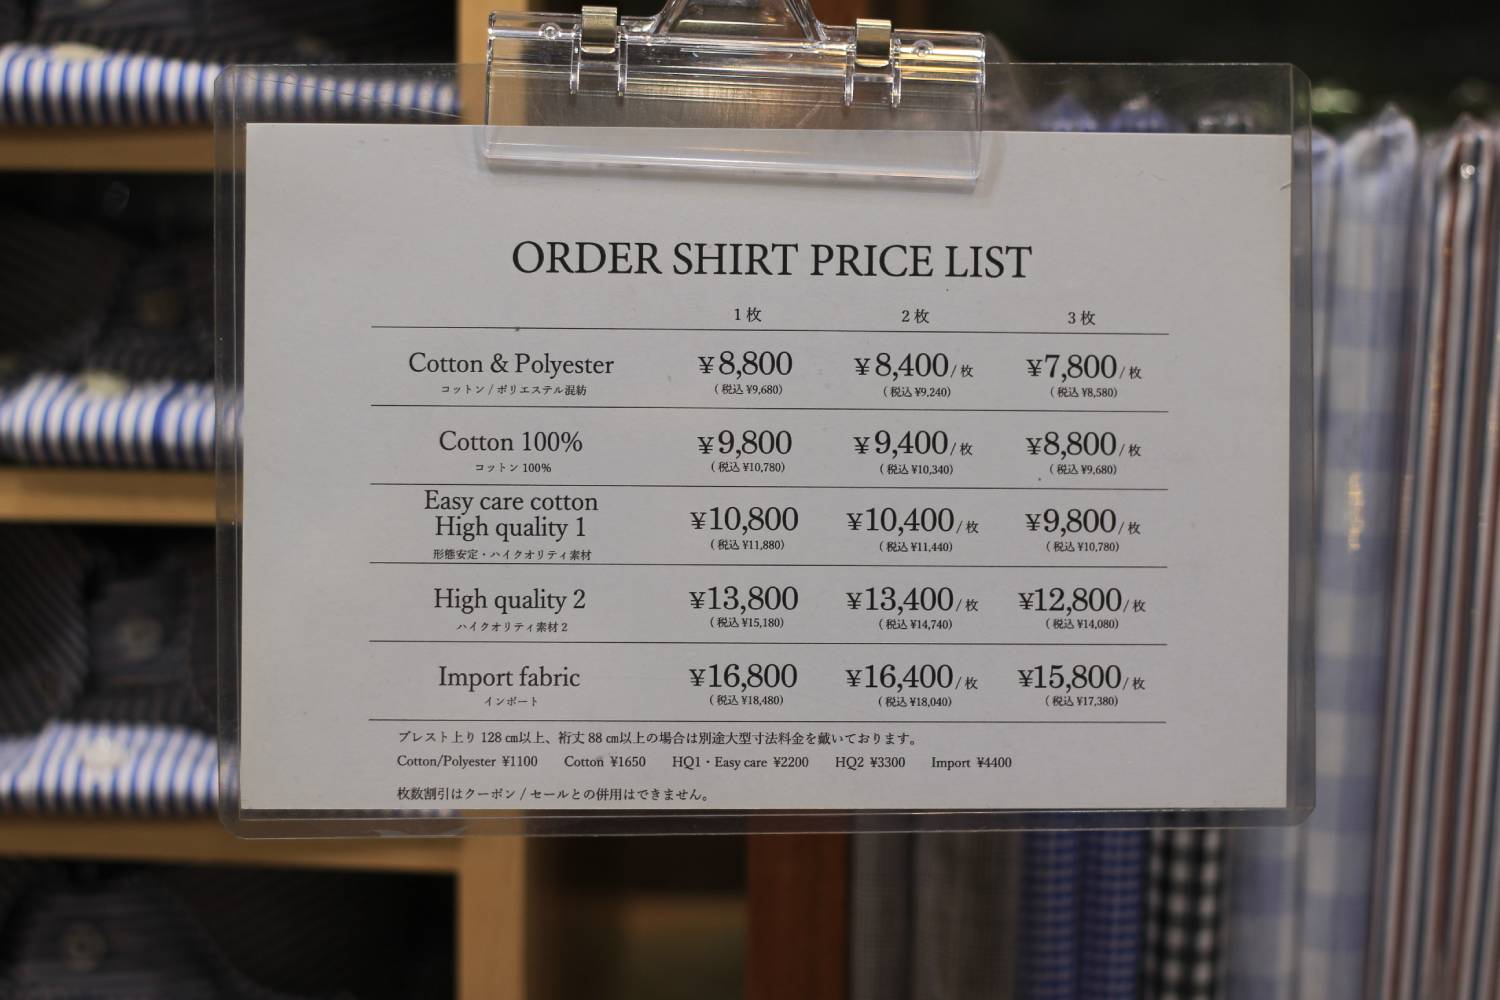 ORDER SHIRT PRICE LIST
1枚 2枚 3枚
Cotton & Polyester ¥8,800 ¥8,400/枚 ¥7,800/枚
コットン / ポリエステル混紡 (税込 ¥9,680) (税込 ¥9,240) (税込 ¥8,580)
Cotton 100% ¥9,800 ¥9,400/枚 ¥8,800/枚
コットン 100% (税込 ¥10,780) (税込 ¥10,340) (税込 ¥9,680)
Easy care cotton
High quality 1 ¥10,800 ¥10,400/枚 ¥9,800/枚
形態安定・ハイクオリティ素材 (税込 ¥11,880) (税込 ¥11,440) (税込 ¥10,780)
High quality 2 ¥13,800 ¥13,400/枚 ¥12,800/枚
ハイクオリティ素材 2 (税込 ¥15,180) (税込 ¥14,740) (税込 ¥14,080)
Import fabric ¥16,800 ¥16,400/枚 ¥15,800/枚
インポート (税込 ¥18,480) (税込 ¥18,040) (税込 ¥17,380)
ブレスト上り 128 ㎝以上、裄丈 88 ㎝以上の場合は別途大型寸法料金を戴いております。
Cotton/Polyester ¥1100 Cotton ¥1650 HQ1・Easy care ¥2200 HQ2 ¥3300 Import ¥4400
枚数割引はクーポン / セールとの併用はできません。